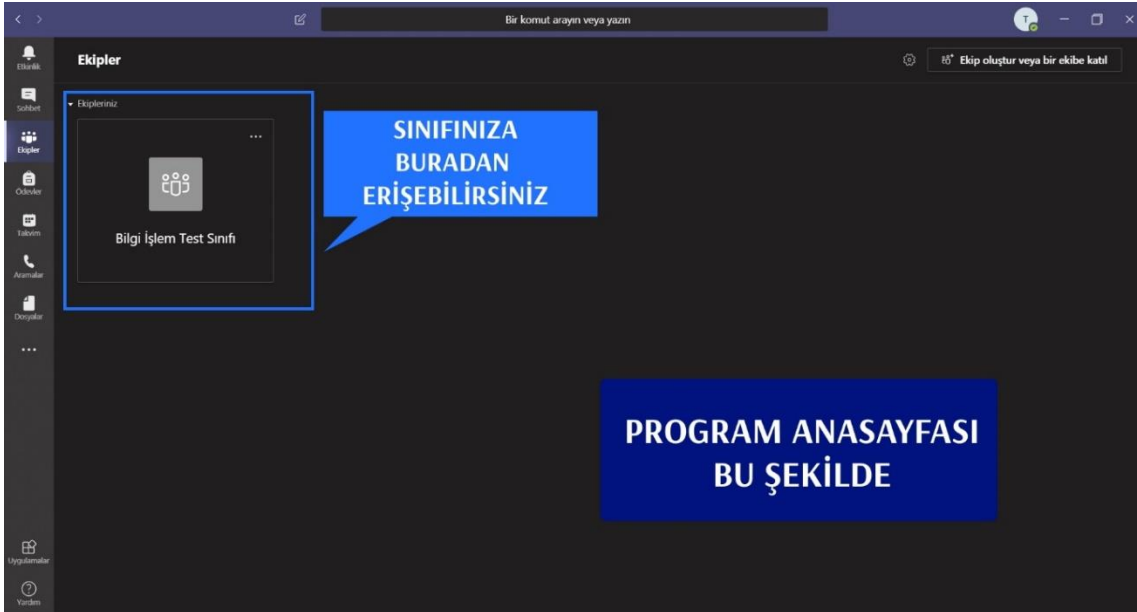 Bir komut arayın veya yazın
T
Etkinlik
Sohbet
Ekipler
Ödevler
Takvim
Aramalar
Dosyalar
Uygulamalar
Yardım
Ekipler
Ekip oluştur veya bir ekibe katıl
Ekipleriniz
Bilgi İşlem Test Sınıfı
SINIFINIZA
BURADAN
ERİŞEBİLİRSİNİZ
PROGRAM ANASAYFASI
BU ŞEKİLDE